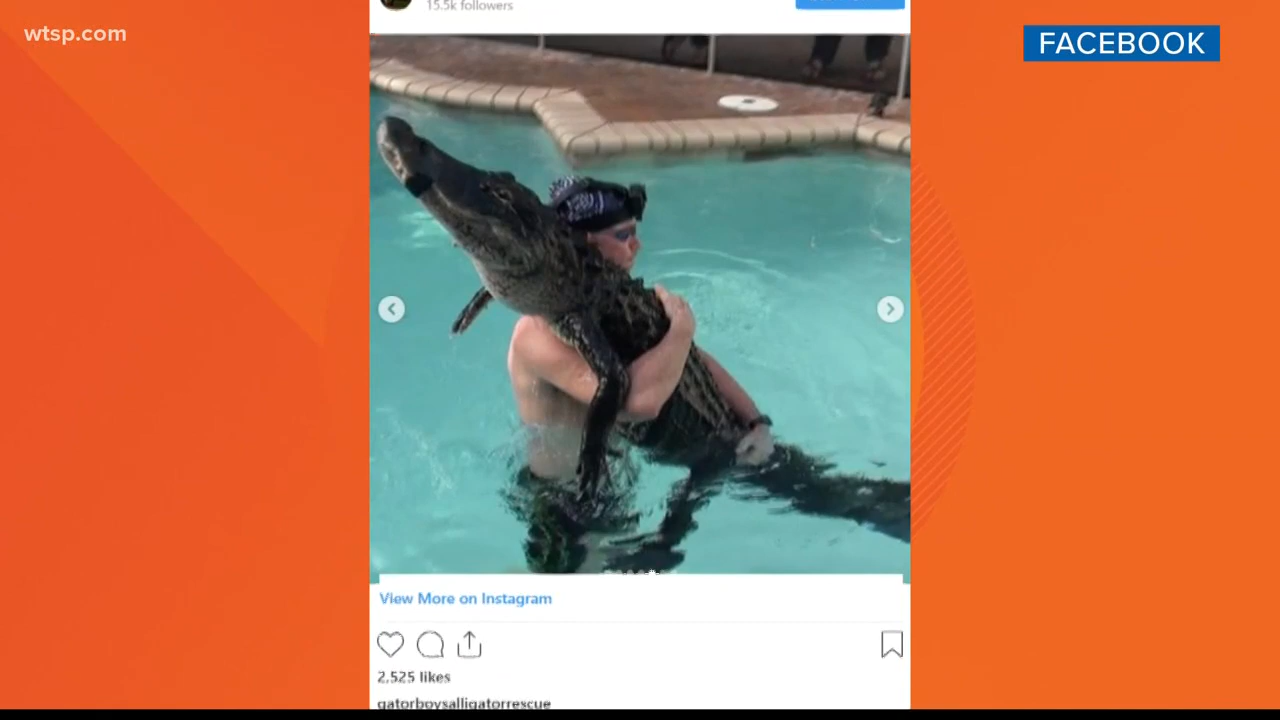 wtsp.com
FACEBOOK
15.5k followers
View More on Instagram
2,525 likes
gatorboysalligatorrescue